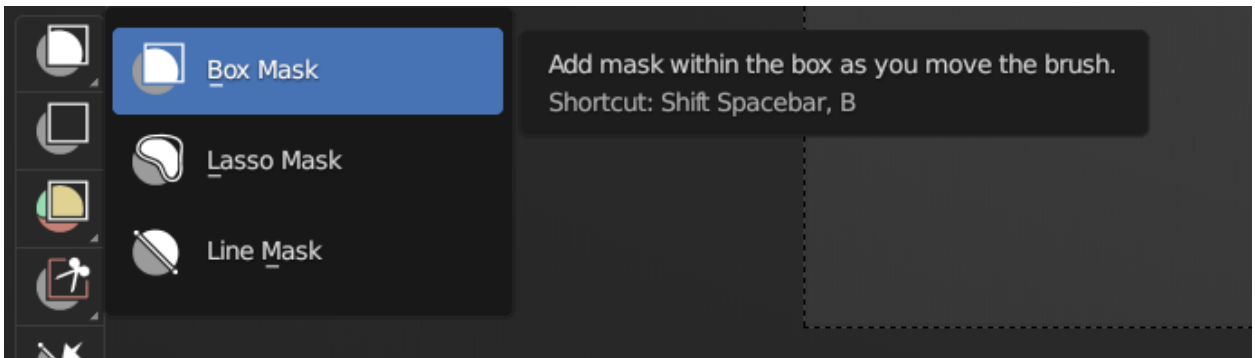 Box Mask
Add mask within the box as you move the brush.
Shortcut: Shift Spacebar, B
Lasso Mask
Line Mask